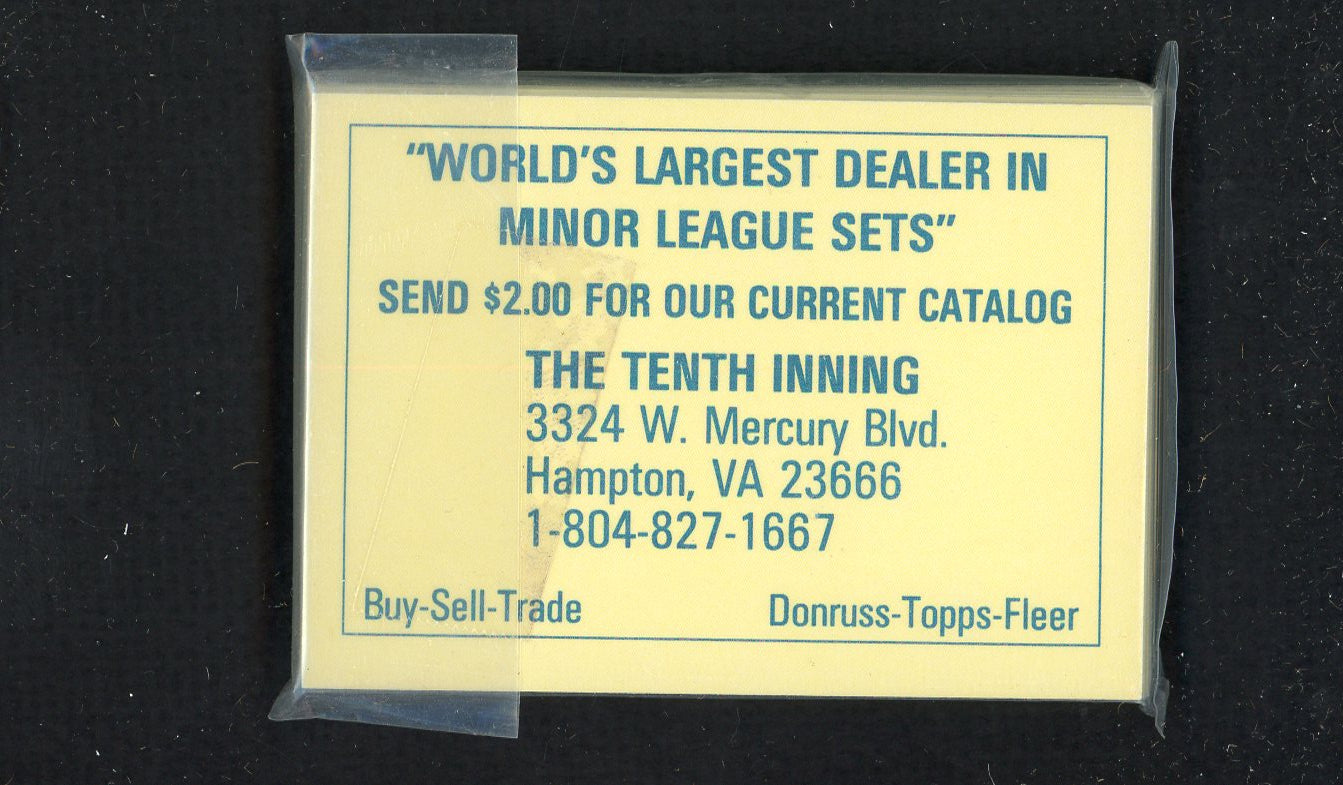 “WORLD’S LARGEST DEALER IN
MINOR LEAGUE SETS”
SEND $2.00 FOR OUR CURRENT CATALOG
THE TENTH INNING
3324 W. Mercury Blvd.
Hampton, VA 23666
1-804-827-1667
Buy-Sell-Trade Donruss-Topps-Fleer